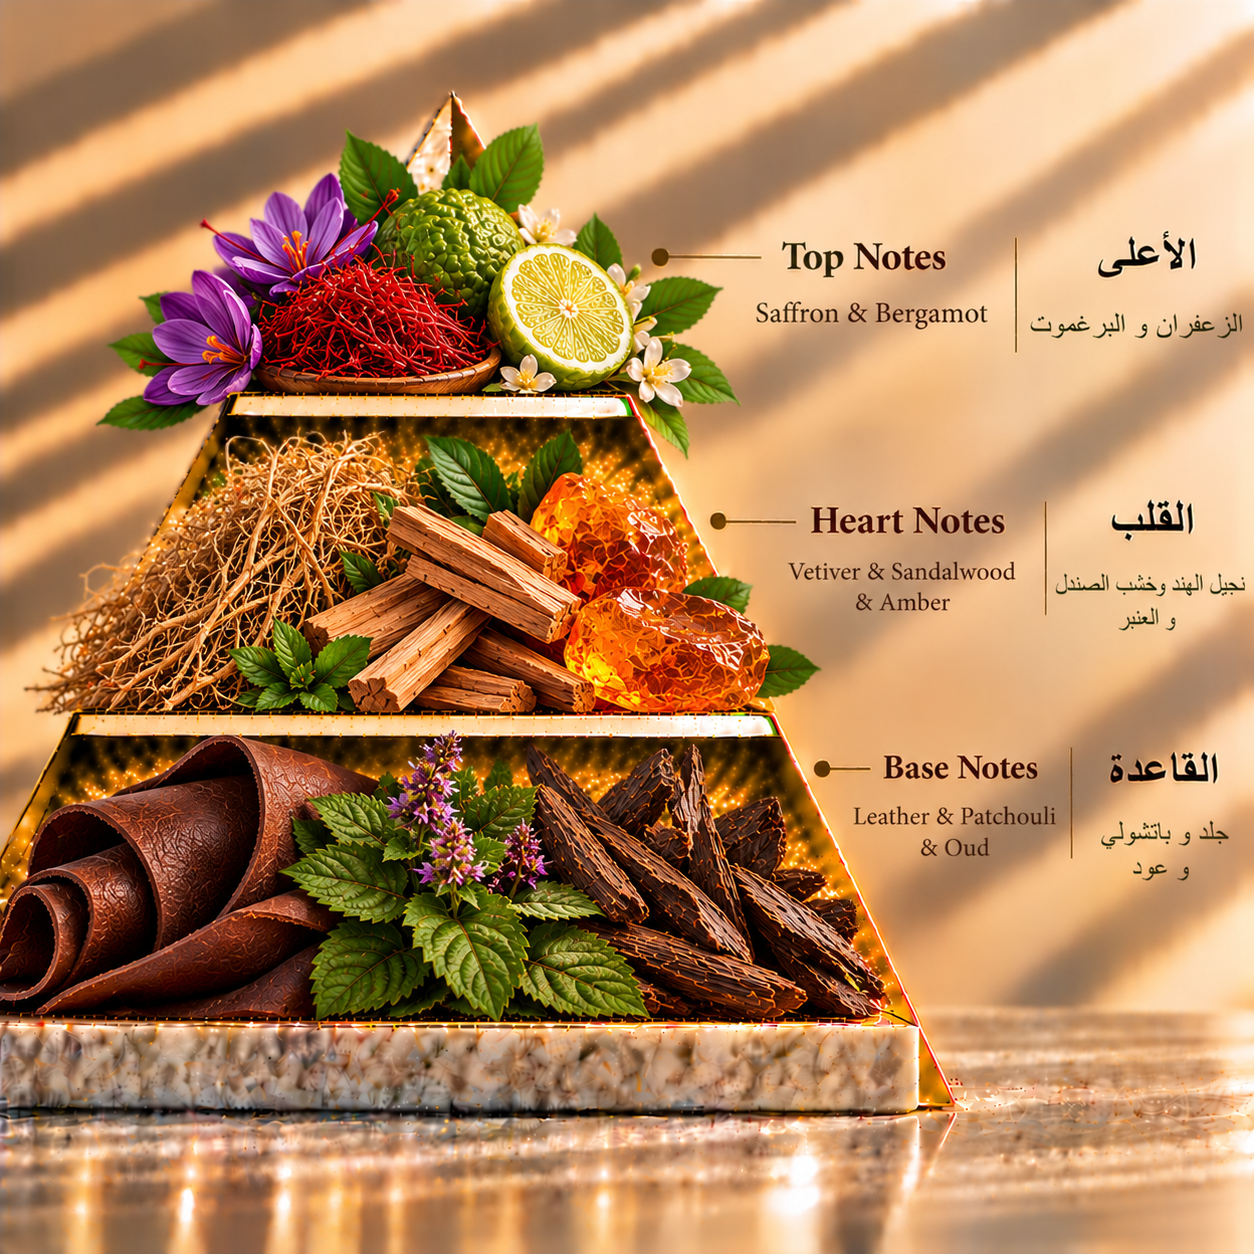 Top Notes
الأعلى
Saffron & Bergamot
الزعفران و البرغموت
Heart Notes
القلب
Vetiver & Sandalwood
& Amber
نجيل الهند وخشب الصندل
و العنبر
Base Notes
القاعدة
Leather & Patchouli
& Oud
جلد و باتشولي
و عود